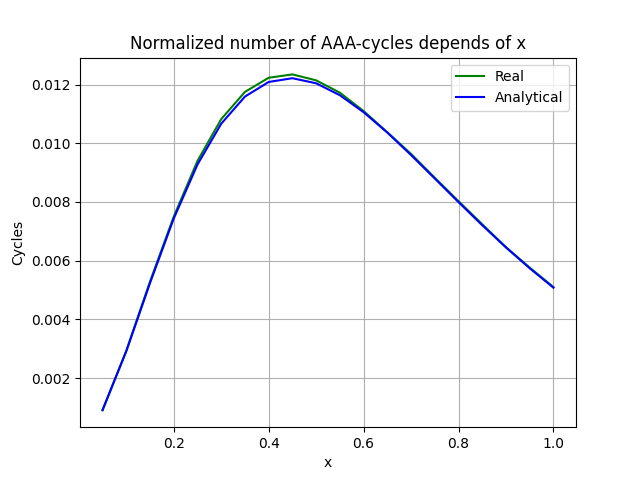 Normalized number of AAA-cycles depends of x
Real
Analytical
0.012
0.010
0.008
0.006
0.004
0.002
Cycles
0.2 0.4 0.6 0.8 1.0
x